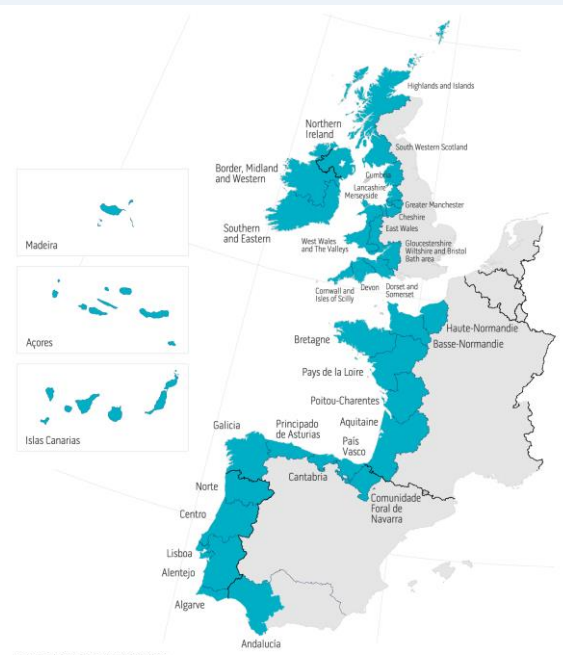 Highlands and Islands
Northern
Ireland
South Western Scotland
Border, Midland
and Western
Cumbria
Lancashire
Merseyside
Greater Manchester
Cheshire
East Wales
Southern
and Eastern
West Wales
and The Valleys
Gloucestershire
Wiltshire and Bristol
Bath area
Cornwall and
Isles of Scilly
Devon
Dorset and
Somerset
Madeira
Açores
Islas Canarias
Haute-Normandie
Basse-Normandie
Bretagne
Pays de la Loire
Poitou-Charentes
Aquitaine
Galicia
Principado
de Asturias
País
Vasco
Cantabria
Comunidade
Foral de
Navarra
Norte
Centro
Lisboa
Alentejo
Algarve
Andalucia